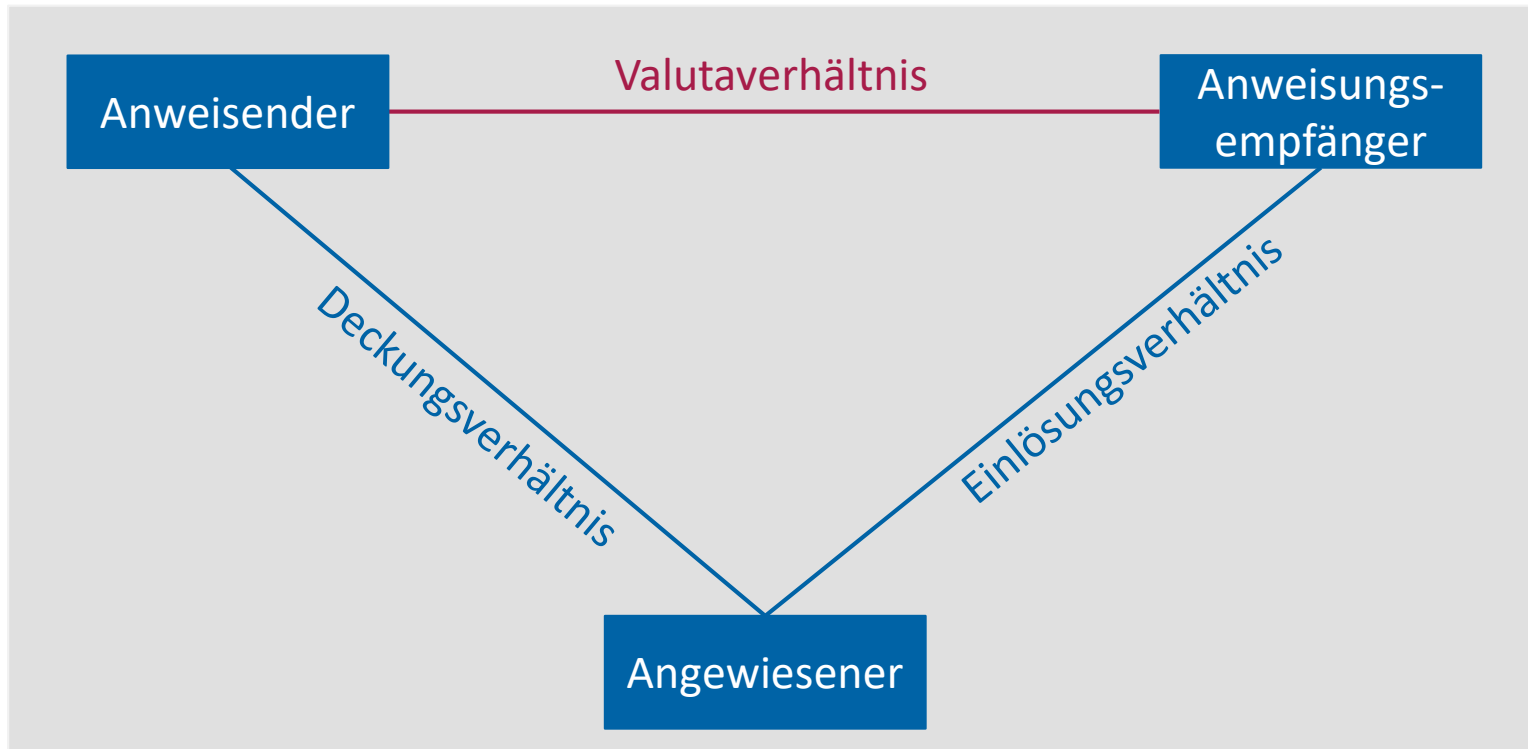 Valutaverhältnis
Anweisender
Anweisungs-
empfänger
Deckungsverhältnis
Einlösungsverhältnis
Angewiesener